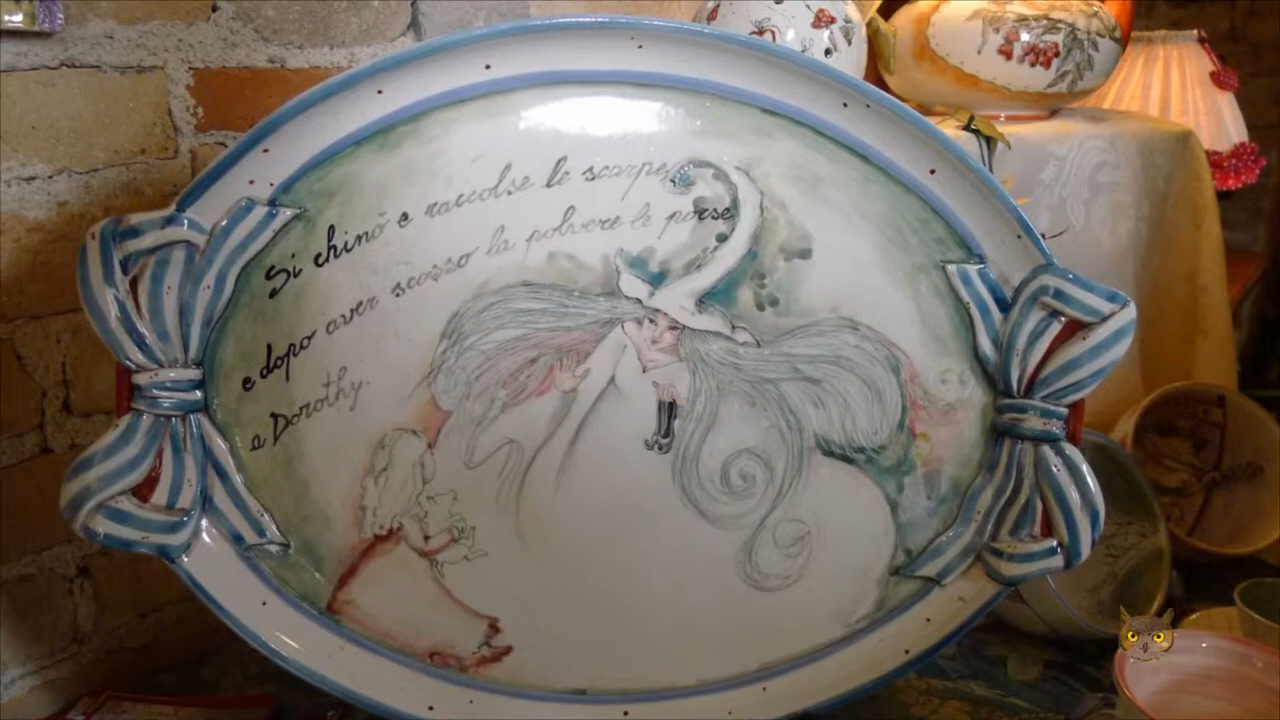 Si chinò e raccolse le scarpe
e dopo aver scosso la polvere le porse
a Dorothy.